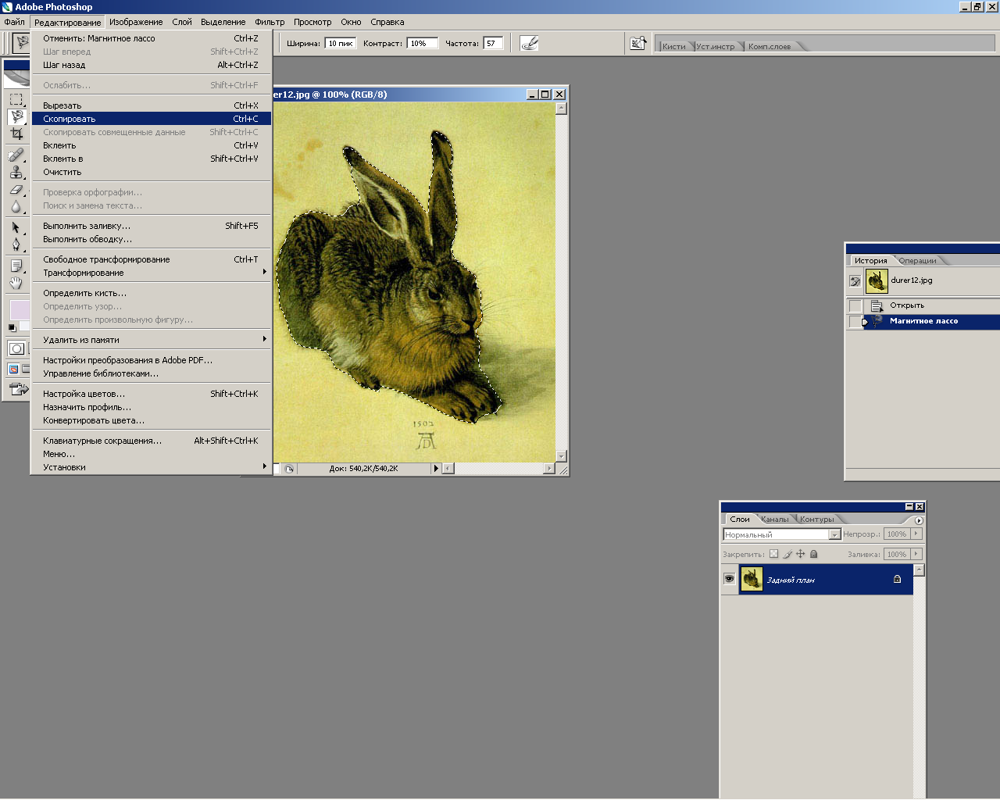 Adobe Photoshop
Файл Редактирование Изображение Слой Выделение Фильтр Просмотр Окно Справка
Ширина: 10 пик Контраст: 10% Частота: 57
Кисти Уст.инстр Комп.слоев
Отменить: Магнитное лассо Ctrl+Z
Шаг вперед Shift+Ctrl+Z
Шаг назад Alt+Ctrl+Z
Ослабить... Shift+Ctrl+F
Вырезать Ctrl+X
Скопировать Ctrl+C
Скопировать совмещенные данные Shift+Ctrl+C
Вклеить Ctrl+V
Вклеить в Shift+Ctrl+V
Очистить
Проверка орфографии...
Поиск и замена текста...
Выполнить заливку... Shift+F5
Выполнить обводку...
Свободное трансформирование Ctrl+T
Трансформирование
Определить кисть...
Определить узор...
Определить произвольную фигуру...
Удалить из памяти
Настройки преобразования в Adobe PDF...
Управление библиотеками...
Настройка цветов... Shift+Ctrl+K
Назначить профиль...
Конвертировать цвета...
Клавиатурные сокращения... Alt+Shift+Ctrl+K
Меню...
Установки
er12.jpg @ 100% (RGB/8)
1502
AD
Док: 540,2K/540,2K
История Операции
durer12.jpg
Открыть
Магнитное лассо
Слои Каналы Контуры
Нормальный Непрозр.: 100%
Закрепить: Заливка: 100%
Задний план